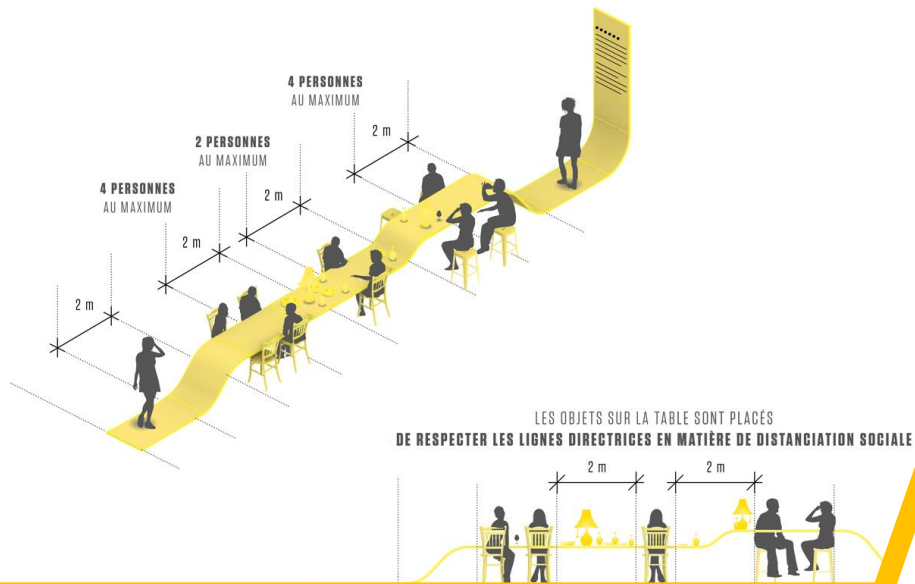 4 PERSONNES
AU MAXIMUM
2 m
2 PERSONNES
AU MAXIMUM
2 m
4 PERSONNES
AU MAXIMUM
2 m
2 m
LES OBJETS SUR LA TABLE SONT PLACÉS
DE RESPECTER LES LIGNES DIRECTRICES EN MATIÈRE DE DISTANCIATION SOCIALE
2 m
2 m